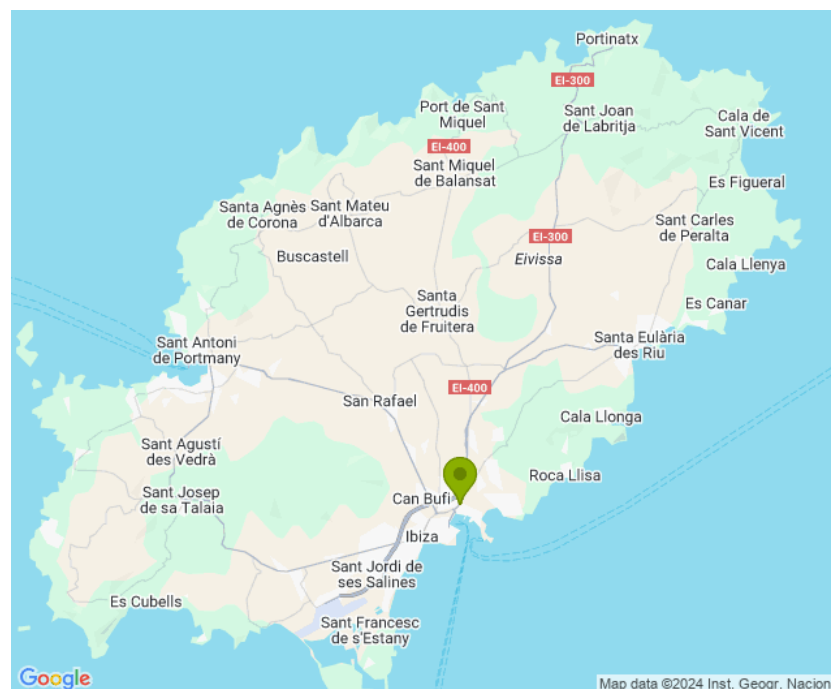 Portinatx
EI-300
Port de Sant
Miquel
Sant Joan
de Labritja
Cala de
Sant Vicent
EI-400
Sant Miquel
de Balansat
Es Figueral
Santa Agnès
de Corona
Sant Mateu
d'Albarca
Sant Carles
de Peralta
EI-300
Buscastell
Eivissa
Cala Llenya
Santa
Gertrudis
de Fruitera
Es Canar
Sant Antoni
de Portmany
Santa Eulària
des Riu
EI-400
San Rafael
Cala Llonga
Sant Agustí
des Vedrà
Roca Llisa
Sant Josep
de sa Talaia
Can Bufí
Ibiza
Sant Jordi de
ses Salines
Es Cubells
Sant Francesc
de s'Estany
Google
Map data ©2024 Inst. Geogr. Nacion